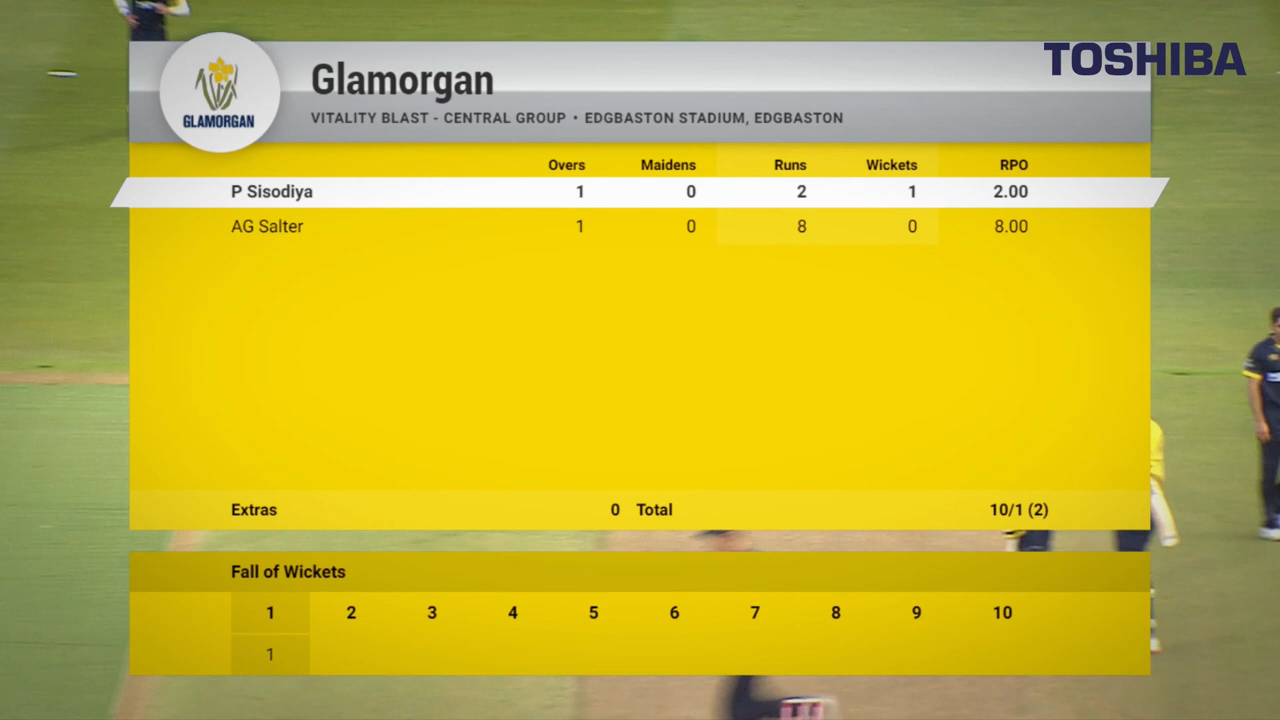 TOSHIBA
Glamorgan
GLAMORGAN
VITALITY BLAST - CENTRAL GROUP • EDGBASTON STADIUM, EDGBASTON
Overs Maidens Runs Wickets RPO
P Sisodiya 1 0 2 1 2.00
AG Salter 1 0 8 0 8.00
Extras 0 Total 10/1 (2)
Fall of Wickets
1 2 3 4 5 6 7 8 9 10
1